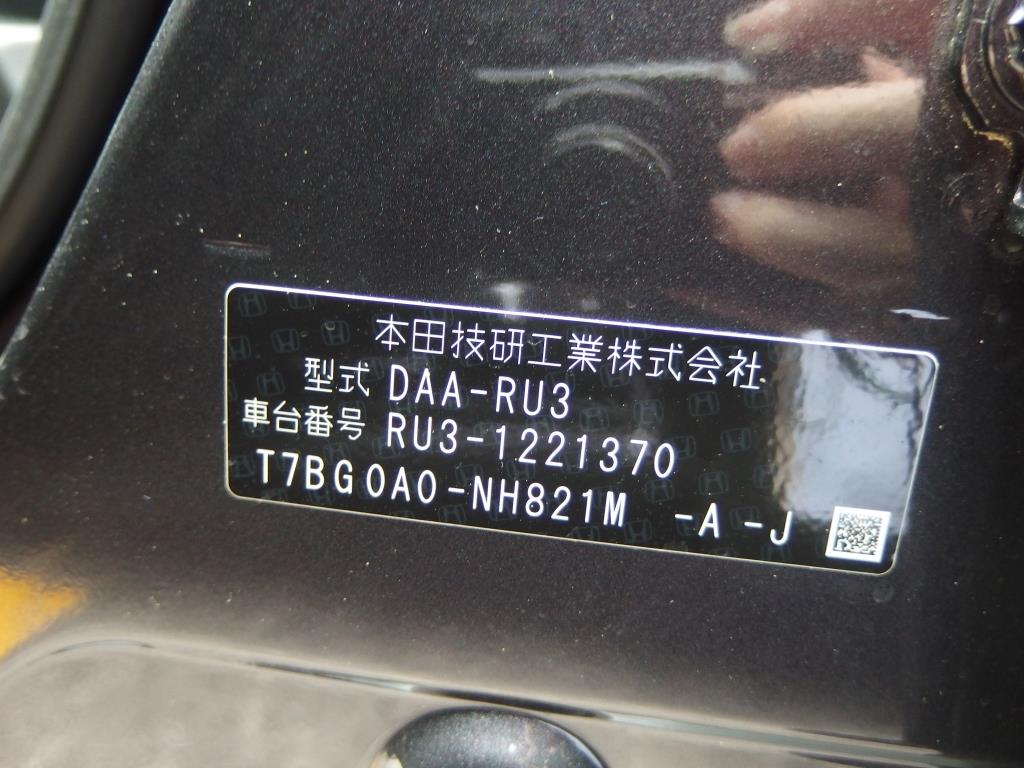 本田技研工業株式会社
型式 DAA-RU3
車台番号 RU3-1221370
T7BG0A0-NH821M -A -J